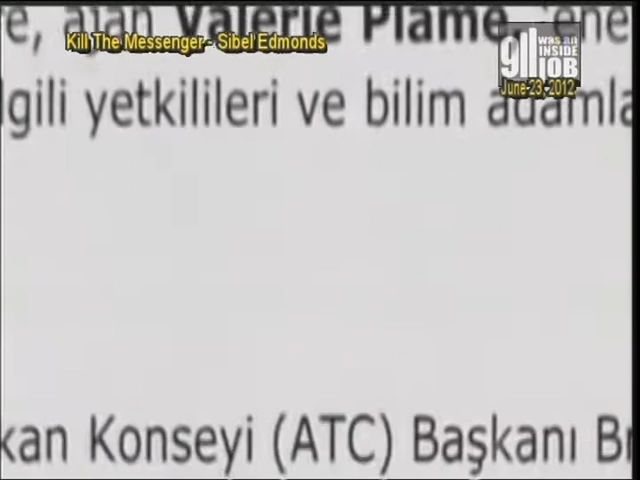 e, ajan Valerie Plame, 'ene
Kill The Messenger - Sibel Edmonds
911 was an INSIDE JOB
June 23, 2012
lgili yetkilileri ve bilim adamla
kan Konseyi (ATC) Başkanı Br